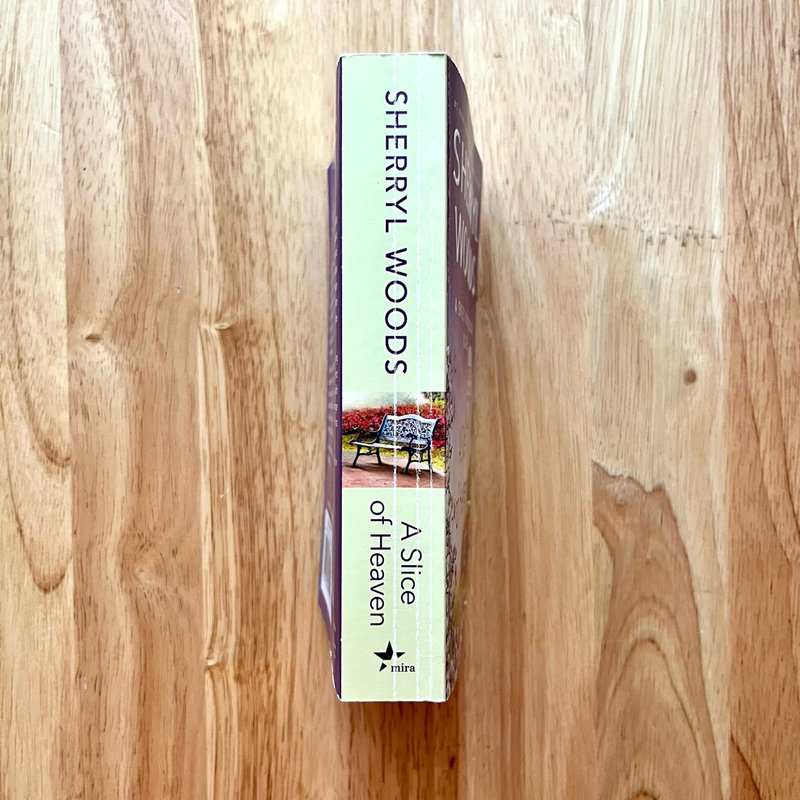 SHERRYL WOODS
A Slice
of Heaven
mira